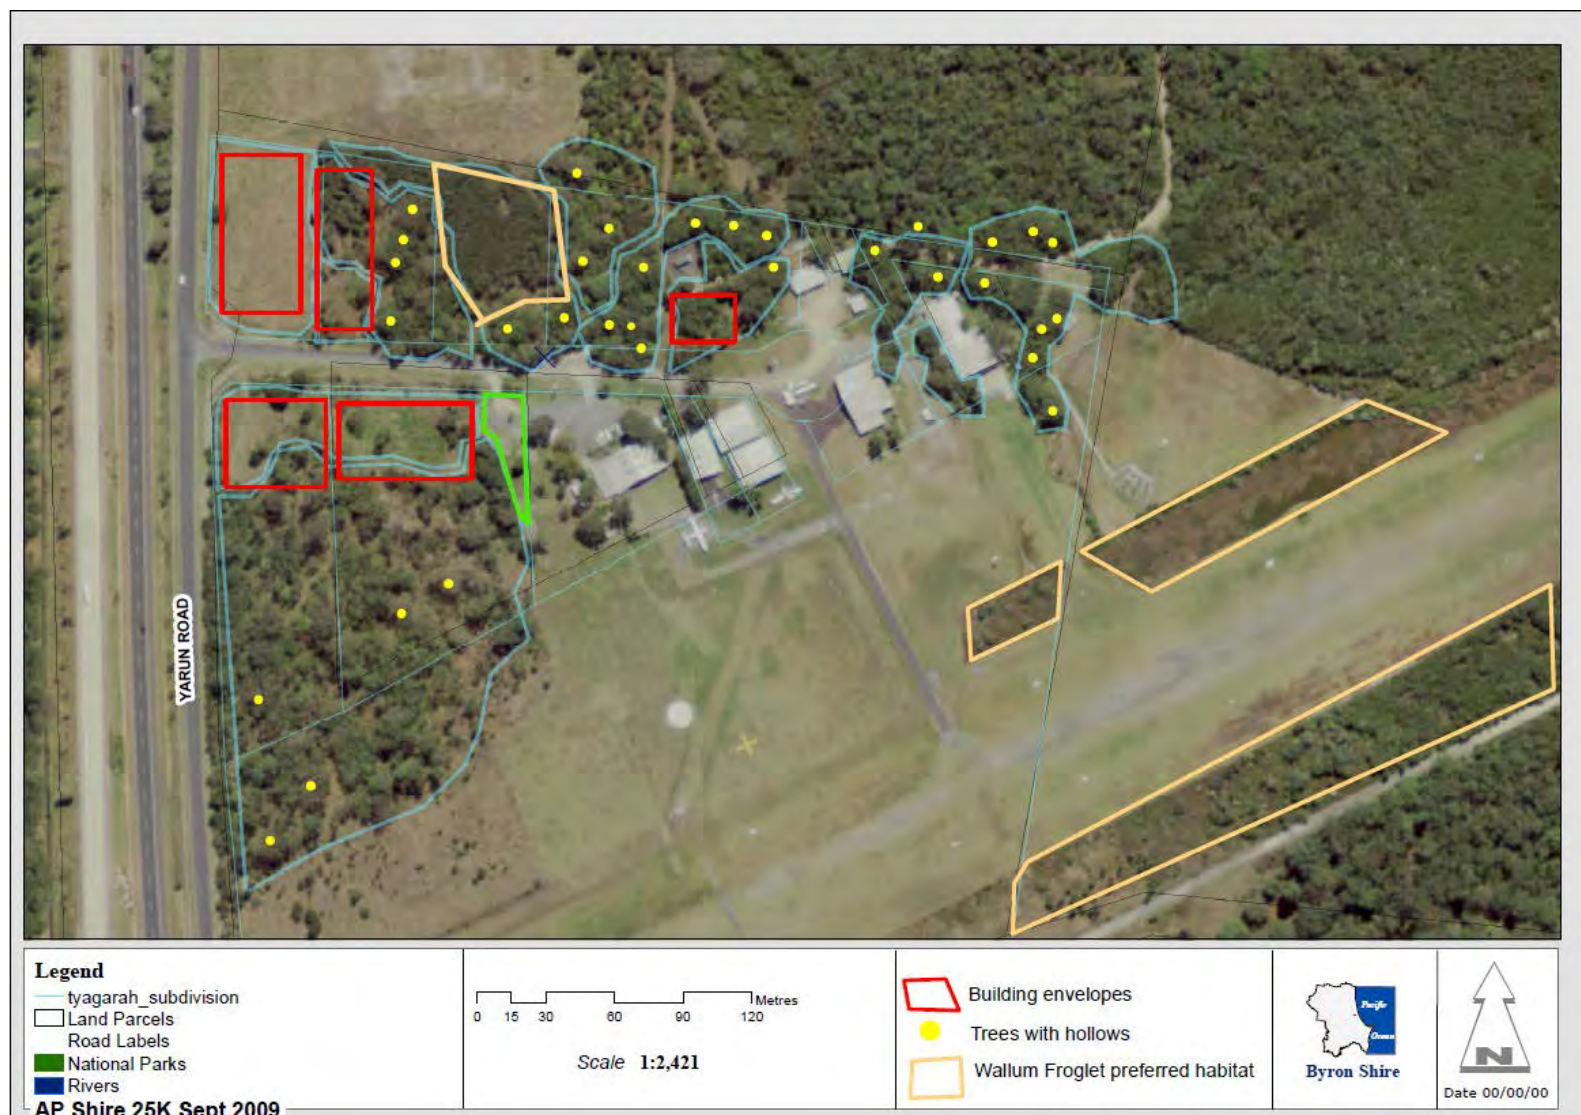 YARUN ROAD
Legend
tyagarah_subdivision
Land Parcels
Road Labels
National Parks
Rivers
AP Shire 25K Sept 2009
Metres
0 15 30 60 90 120
Scale 1:2,421
Building envelopes
Trees with hollows
Wallum Froglet preferred habitat
Pacific
Ocean
Byron Shire
N
Date 00/00/00